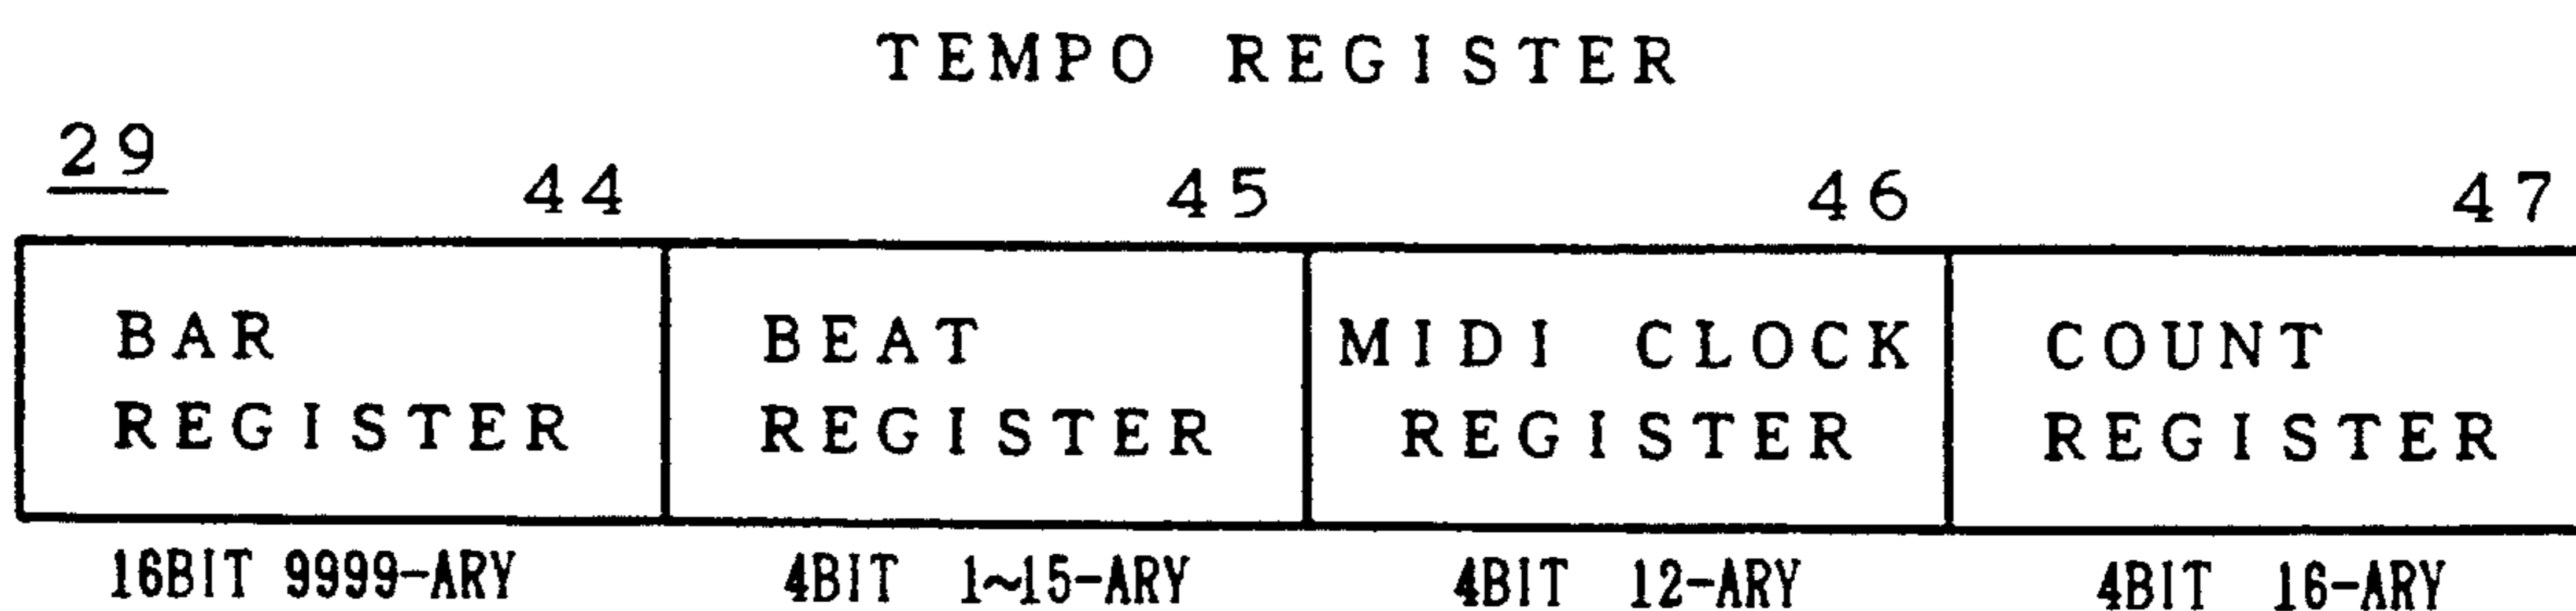 TEMPO REGISTER
29
44 45 46 47
BAR BEAT MIDI CLOCK COUNT
REGISTER REGISTER REGISTER REGISTER
16BIT 9999-ARY 4BIT 1~15-ARY 4BIT 12-ARY 4BIT 16-ARY